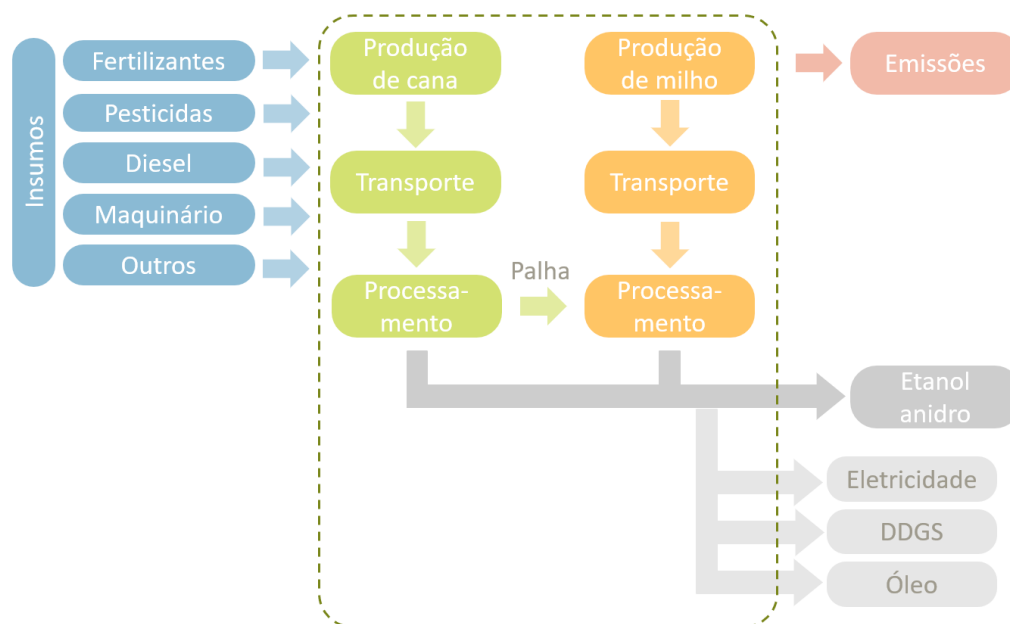 Insumos
Fertilizantes
Pesticidas
Diesel
Maquinário
Outros
Produção
de cana
Transporte
Processa-
mento
Palha
Produção
de milho
Transporte
Processa-
mento
Emissões
Etanol
anidro
Eletricidade
DDGS
Óleo